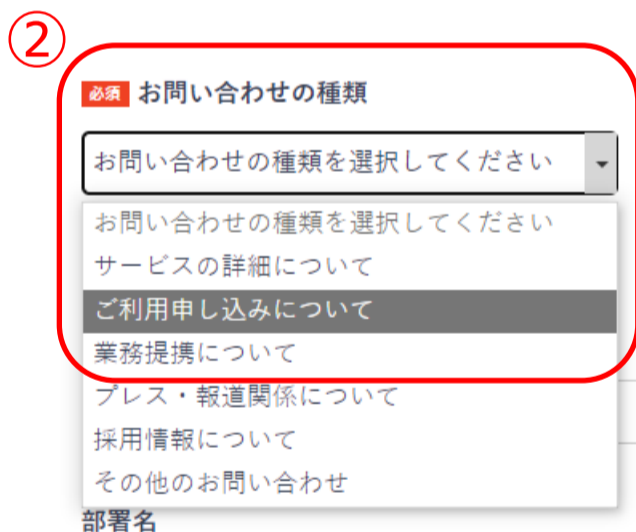 ②
必須 お問い合わせの種類
お問い合わせの種類を選択してください
お問い合わせの種類を選択してください
サービスの詳細について
ご利用申し込みについて
業務提携について
プレス・報道関係について
採用情報について
その他のお問い合わせ
部署名